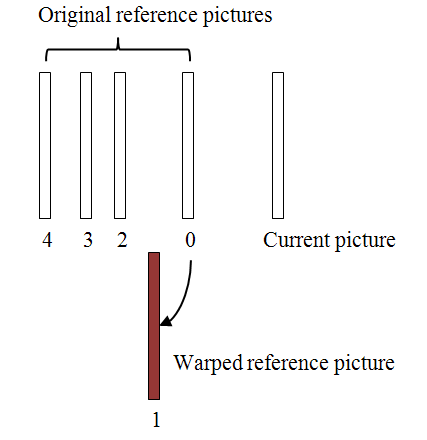 Original reference pictures
4 3 2 0 Current picture
Warped reference picture
1